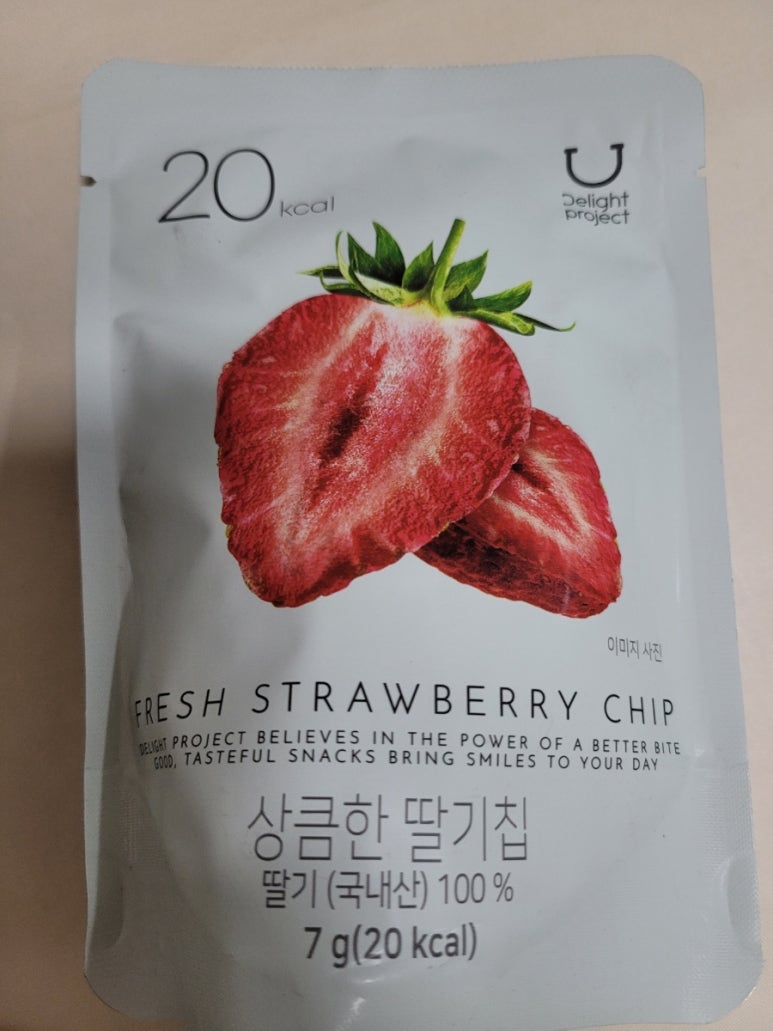 20 kcal
Delight
project
이미지 사진
FRESH STRAWBERRY CHIP
DELIGHT PROJECT BELIEVES IN THE POWER OF A BETTER BITE
GOOD, TASTEFUL SNACKS BRING SMILES TO YOUR DAY
상큼한 딸기칩
딸기 (국내산) 100 %
7 g(20 kcal)